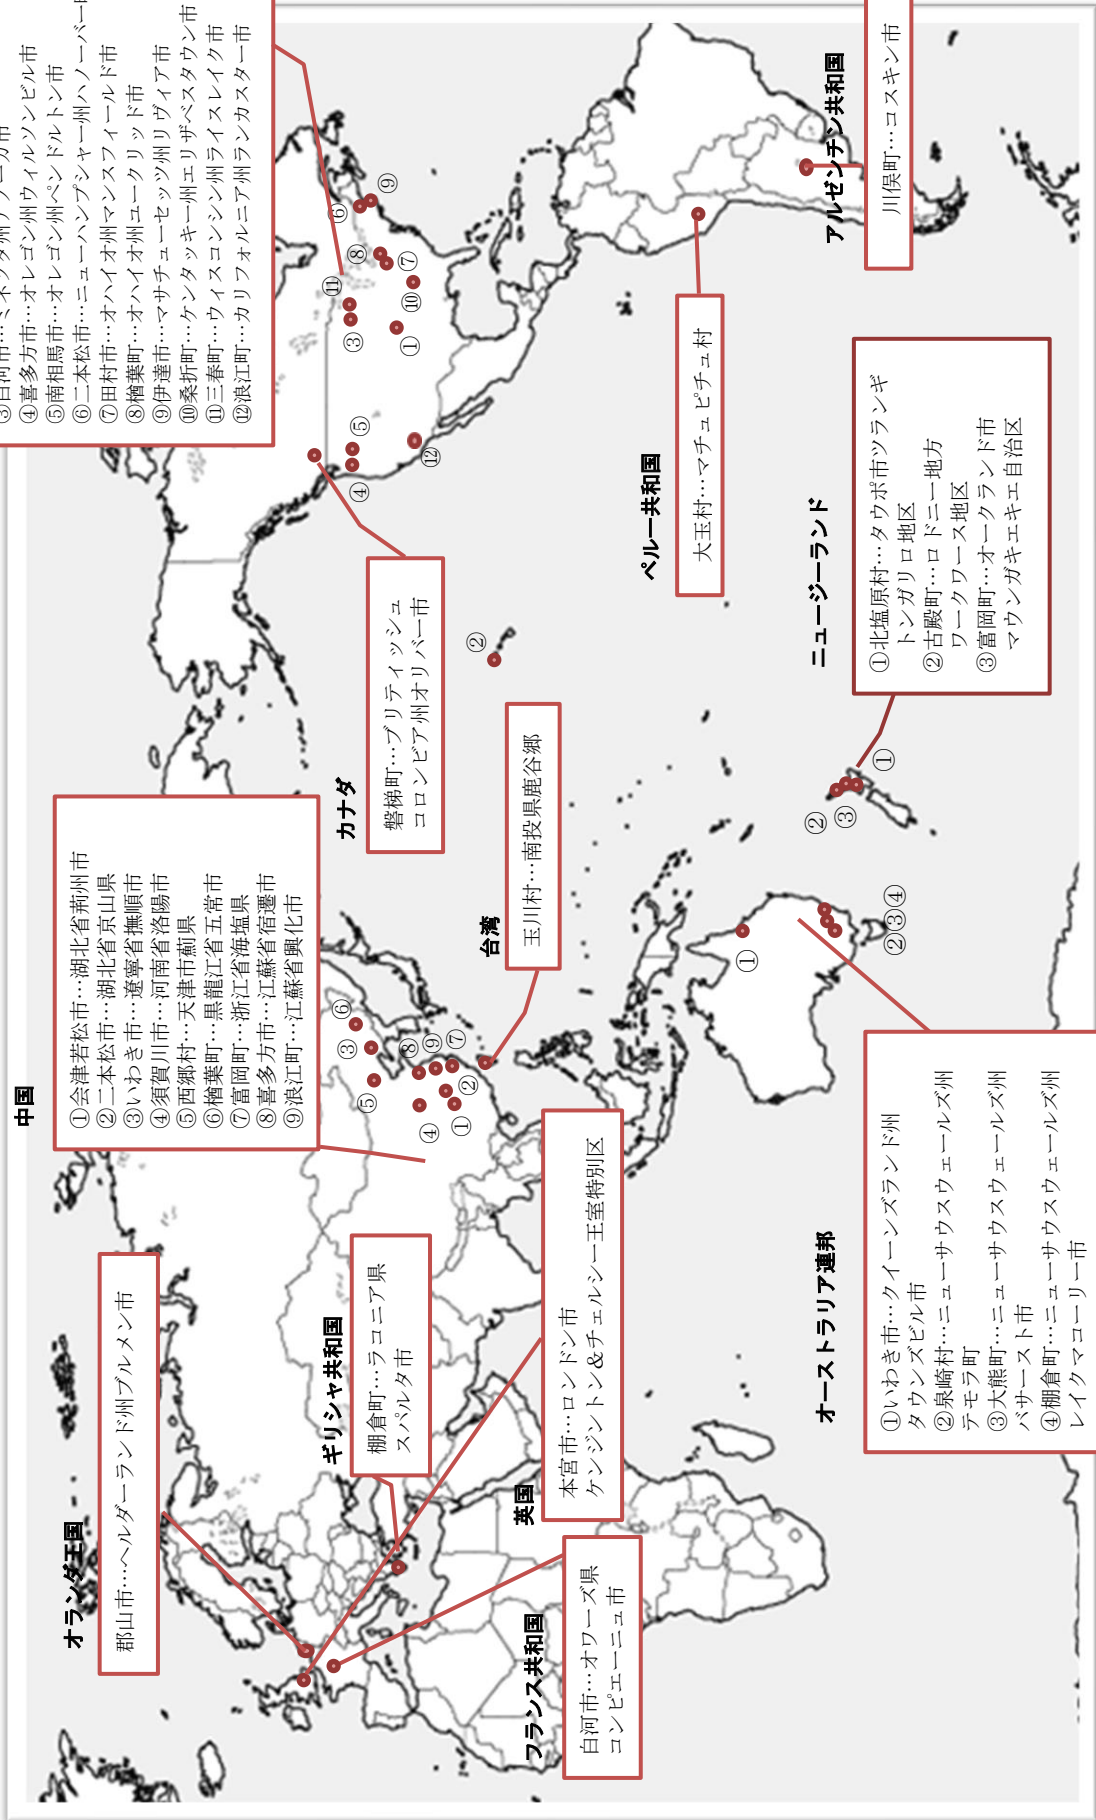 中国
①会津若松市…湖北省荊州市
②二本松市…湖北省京山県
③いわき市…遼寧省撫順市
④須賀川市…河南省洛陽市
⑤西郷村…天津市薊県
⑥楢葉町…黒龍江省五常市
⑦富岡町…浙江省海塩県
⑧喜多方市…江蘇省宿遷市
⑨浪江町…江蘇省興化市
オランダ王国
郡山市…ヘルダーランド州ブルメン市
ギリシャ共和国
棚倉町…ラコニア県
スパルタ市
英国
本宮市…ロンドン市
ケンジントン&チェルシー王室特別区
フランス共和国
白河市…オワーズ県
コンピエーニュ市
台湾
玉川村…南投県鹿谷郷
カナダ
磐梯町…ブリティッシュ
コロンビア州オリバー市
④喜多方市…オレゴン州ウィルソンビル市
⑤南相馬市…オレゴン州ペンドルトン市
⑥二本松市…ニューハンプシャー州ハノーバー
⑦田村市…オハイオ州マンスフィールド市
⑧楢葉町…オハイオ州ユークリッド市
⑨伊達市…マサチューセッツ州リヴィア市
⑩桑折町…ケンタッキー州エリザベスタウン市
⑪三春町…ウィスコンシン州ライスレイク市
⑫浪江町…カリフォルニア州ランカスター市
ペルー共和国
大玉村…マチュピチュ村
アルゼンチン共和国
川俣町…コスキン市
ニュージーランド
①北塩原村…タウポ市ツランギ
トンガリロ地区
②古殿町…ロドニー地方
ワークワース地区
③富岡町…オークランド市
マウンガキエキエ自治区
オーストラリア連邦
①いわき市…クイーンズランド州
タウンズビル市
②泉崎村…ニューサウスウェールズ州
テモラ町
③大熊町…ニューサウスウェールズ州
バサースト市
④棚倉町…ニューサウスウェールズ州
レイクマコーリー市
⑥
③
⑤
⑧
⑨
⑦
②
④
①
⑥
⑨
⑧
⑦
⑪
③
⑩
①
⑤
④
⑫
②
①
②③④
②
③
①